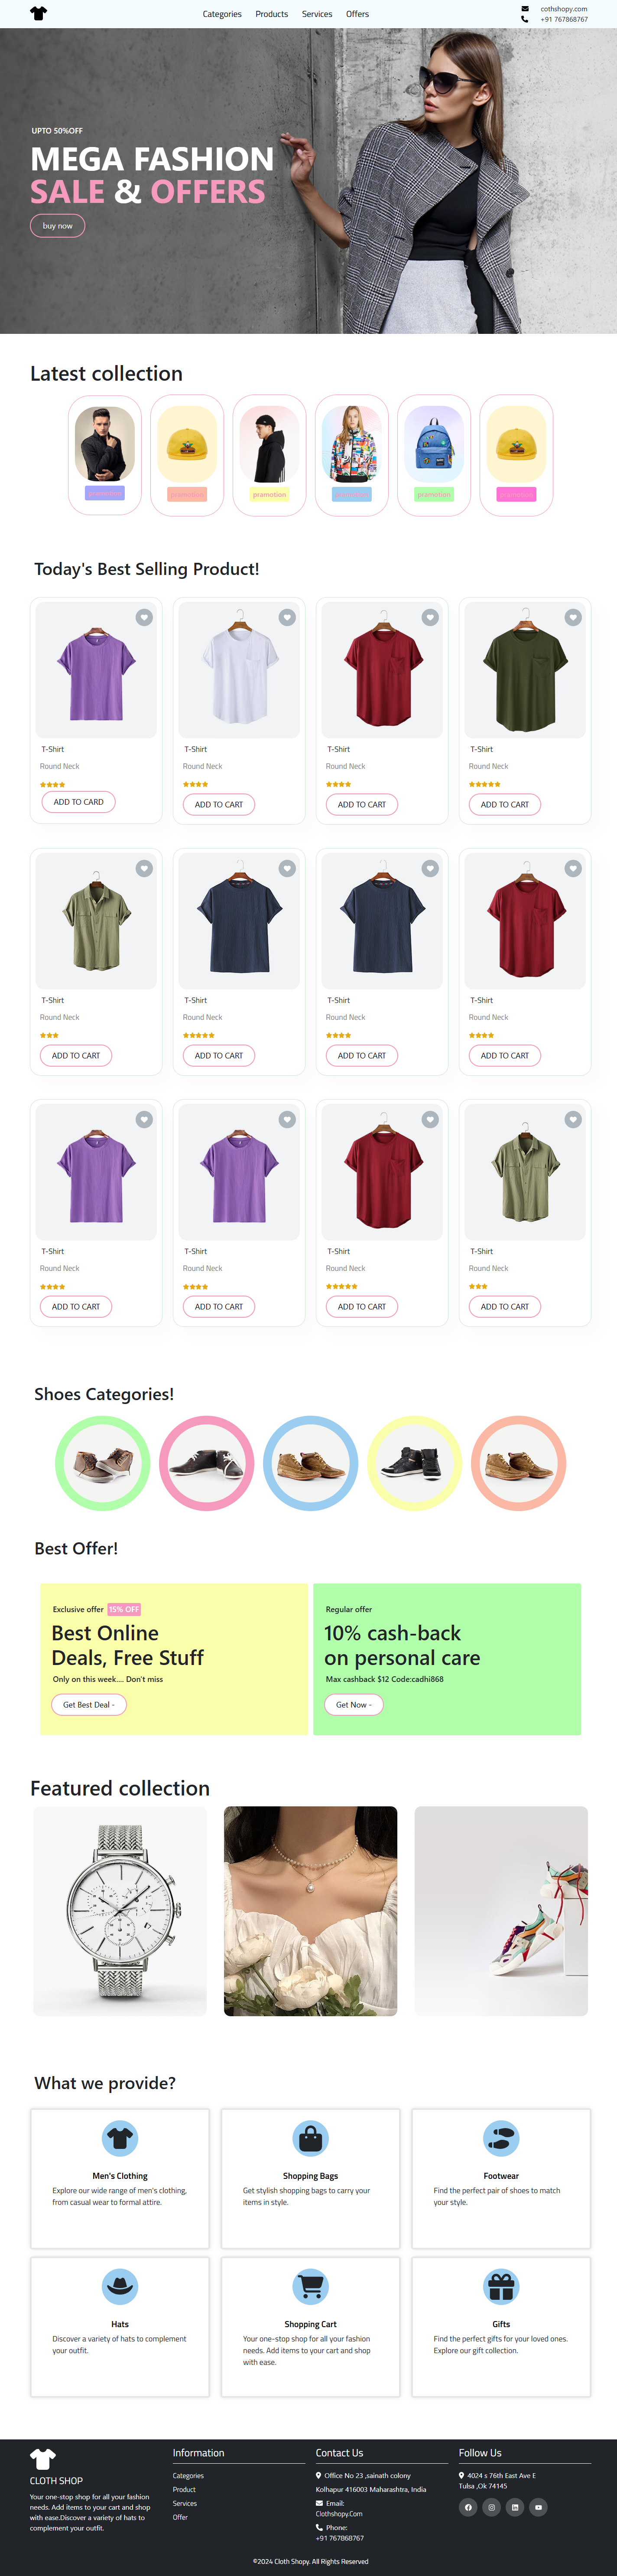 Categories Products Services Offers
cothshopy.com
+91 767868767
UPTO 50%OFF
MEGA FASHION
SALE & OFFERS
buy now
Latest collection
pramotion pramotion pramotion pramotion pramotion pramotion
Today's Best Selling Product!
T-Shirt T-Shirt T-Shirt T-Shirt
Round Neck Round Neck Round Neck Round Neck
ADD TO CARD ADD TO CART ADD TO CART ADD TO CART
T-Shirt T-Shirt T-Shirt T-Shirt
Round Neck Round Neck Round Neck Round Neck
ADD TO CART ADD TO CART ADD TO CART ADD TO CART
T-Shirt T-Shirt T-Shirt T-Shirt
Round Neck Round Neck Round Neck Round Neck
ADD TO CART ADD TO CART ADD TO CART ADD TO CART
Shoes Categories!
Best Offer!
Exclusive offer 15% OFF
Best Online
Deals, Free Stuff
Only on this week.... Don't miss
Get Best Deal -
Regular offer
10% cash-back
on personal care
Max cashback $12 Code:cadhi868
Get Now -
Featured collection
What we provide?
Men's Clothing
Explore our wide range of men's clothing,
from casual wear to formal attire.
Shopping Bags
Get stylish shopping bags to carry your
items in style.
Footwear
Find the perfect pair of shoes to match
your style.
Hats
Discover a variety of hats to complement
your outfit.
Shopping Cart
Your one-stop shop for all your fashion
needs. Add items to your cart and shop
with ease.
Gifts
Find the perfect gifts for your loved ones.
Explore our gift collection.
CLOTH SHOP
Your one-stop shop for all your fashion
needs. Add items to your cart and shop
with ease.Discover a variety of hats to
complement your outfit.
Information
Categories
Product
Services
Offer
Contact Us
Office No 23 ,sainath colony
Kolhapur 416003 Maharashtra, India
Email:
Clothshopy.Com
Phone:
+91 767868767
Follow Us
4024 s 76th East Ave E
Tulsa ,Ok 74145
©2024 Cloth Shopy. All Rights Reserved